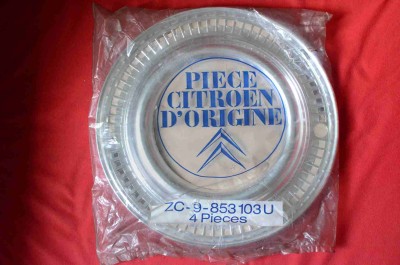 PIECE
CITROEN
D'ORIGINE
ZC-9-853 103 U
4 Pieces